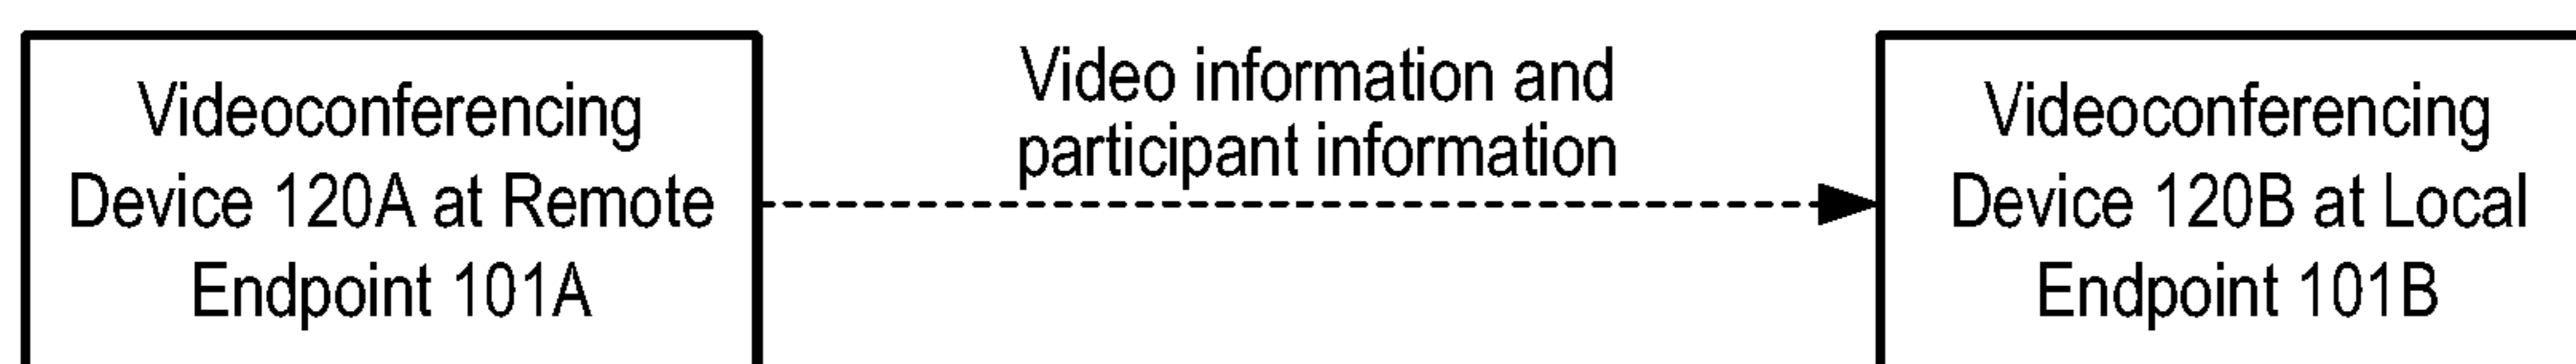 Videoconferencing
Device 120A at Remote
Endpoint 101A
Video information and
participant information
Videoconferencing
Device 120B at Local
Endpoint 101B